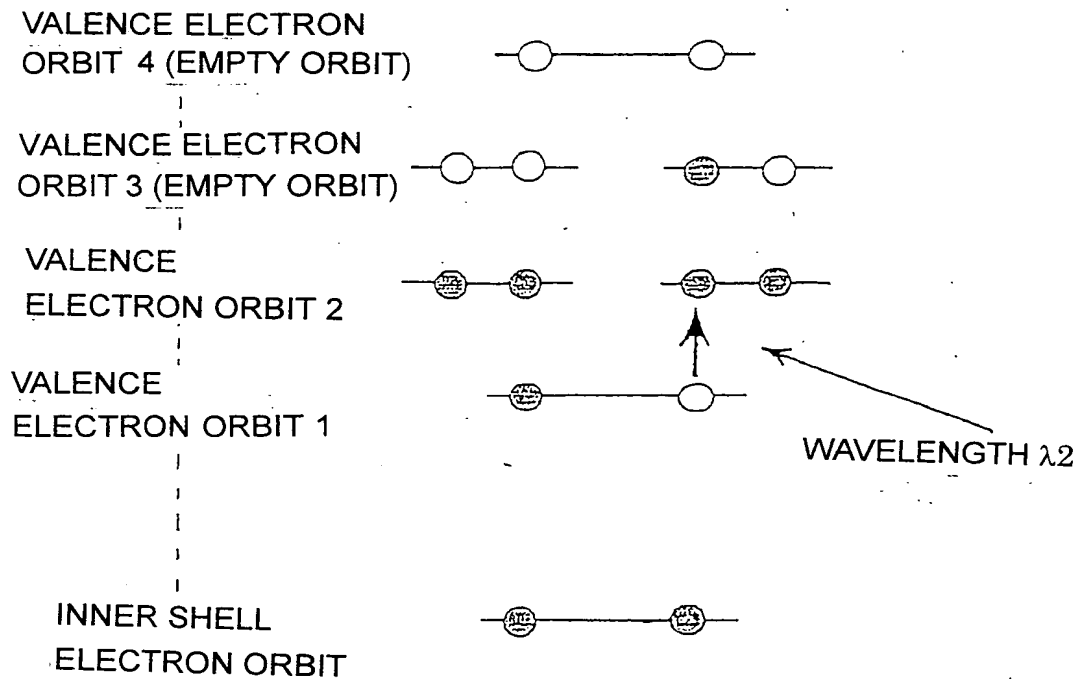 VALENCE ELECTRON
ORBIT 4 (EMPTY ORBIT)
VALENCE ELECTRON
ORBIT 3 (EMPTY ORBIT)
VALENCE
ELECTRON ORBIT 2
VALENCE
ELECTRON ORBIT 1
WAVELENGTH λ2
INNER SHELL
ELECTRON ORBIT